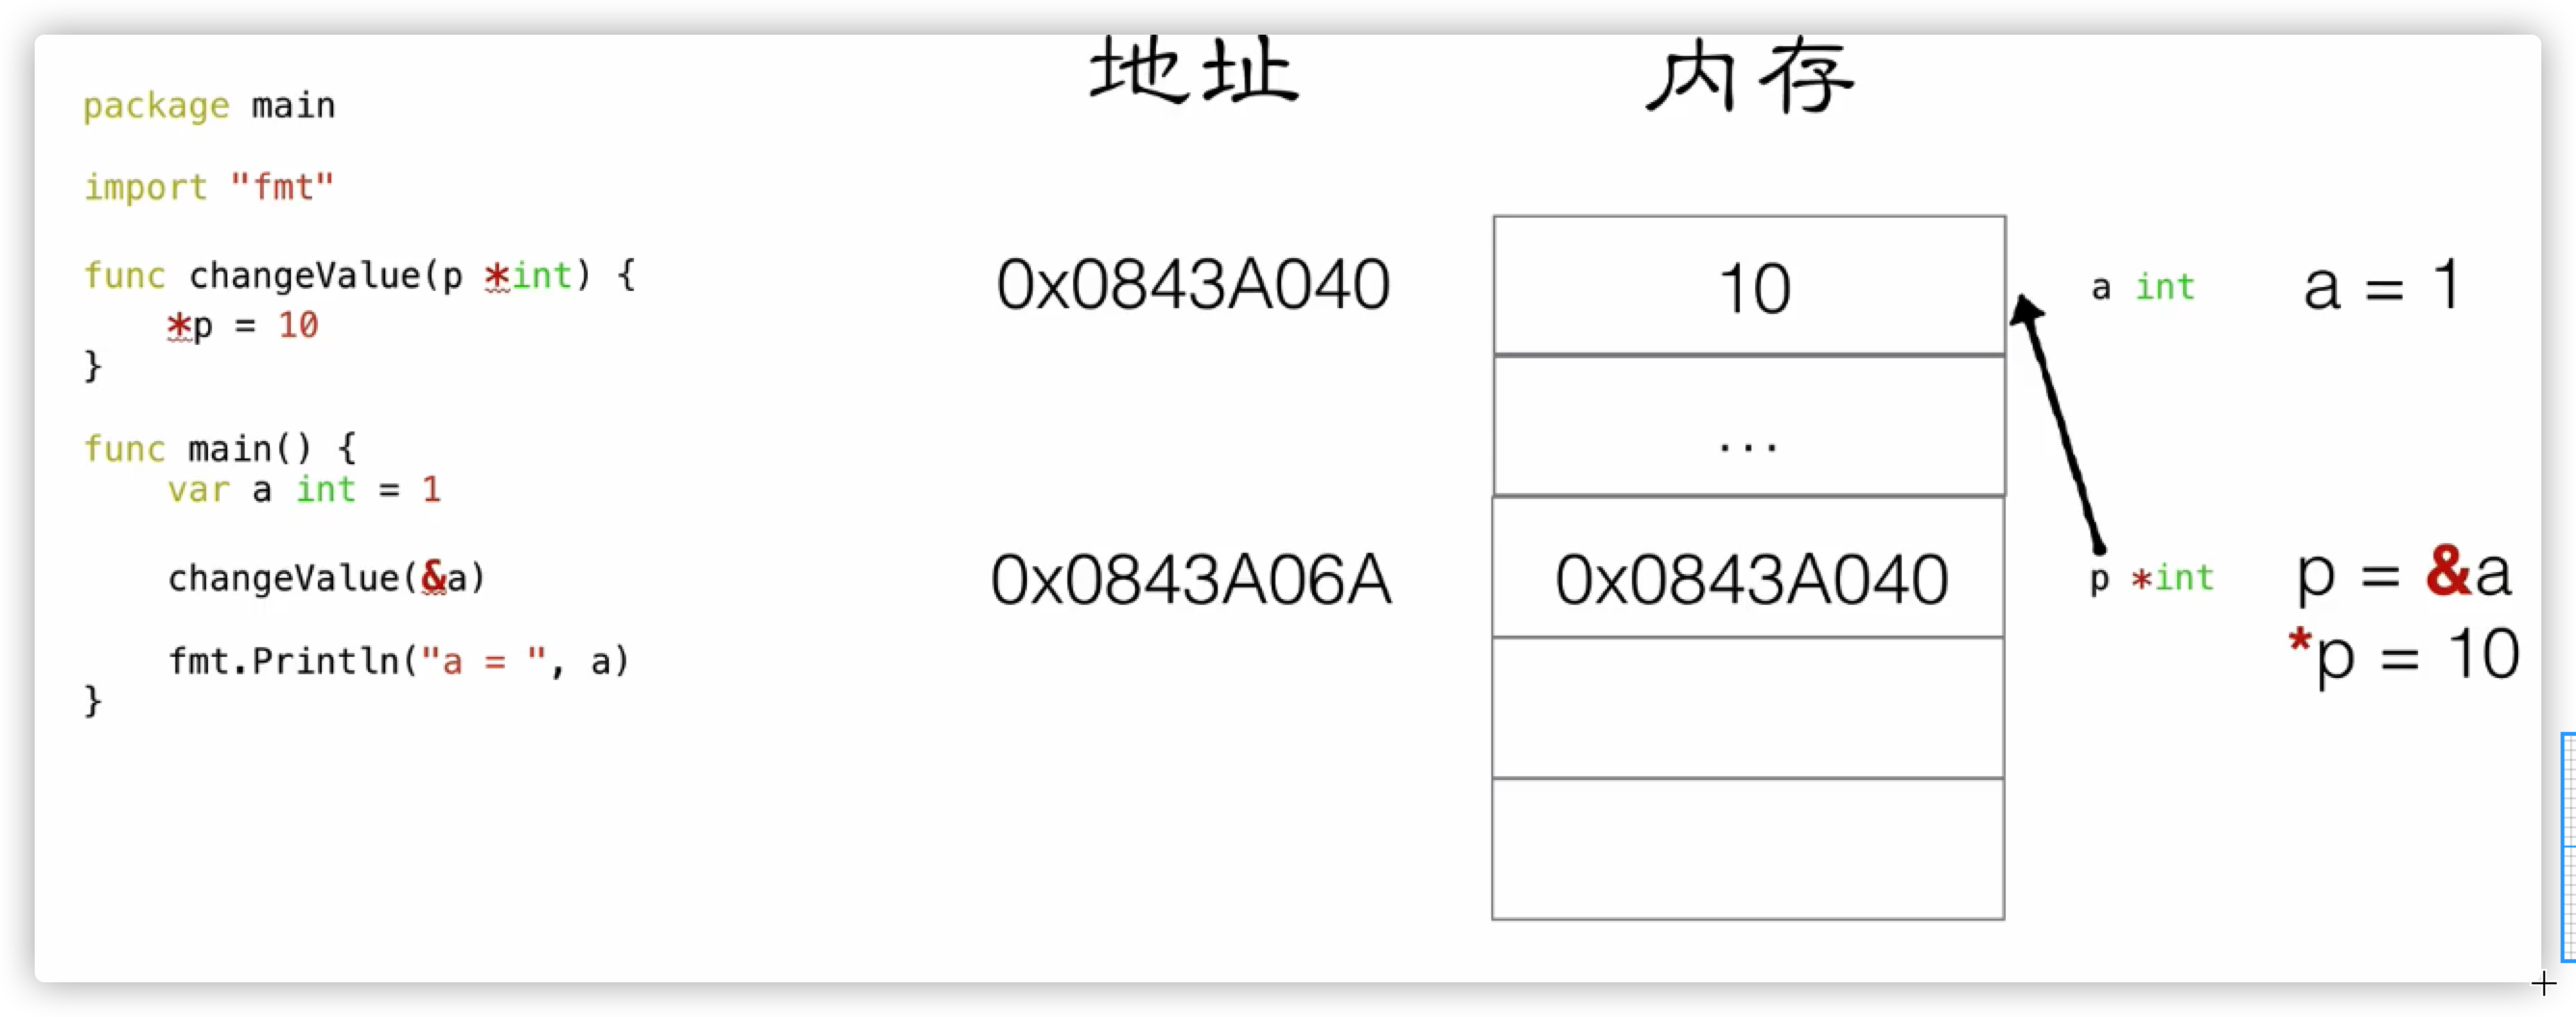 package main
import "fmt"
func changeValue(p *int) {
*p = 10
}
func main() {
var a int = 1
changeValue(&a)
fmt.Println("a = ", a)
}
地址
内存
0x0843A040
10
a int
a = 1
...
0x0843A06A
0x0843A040
p *int
p = &a
*p = 10